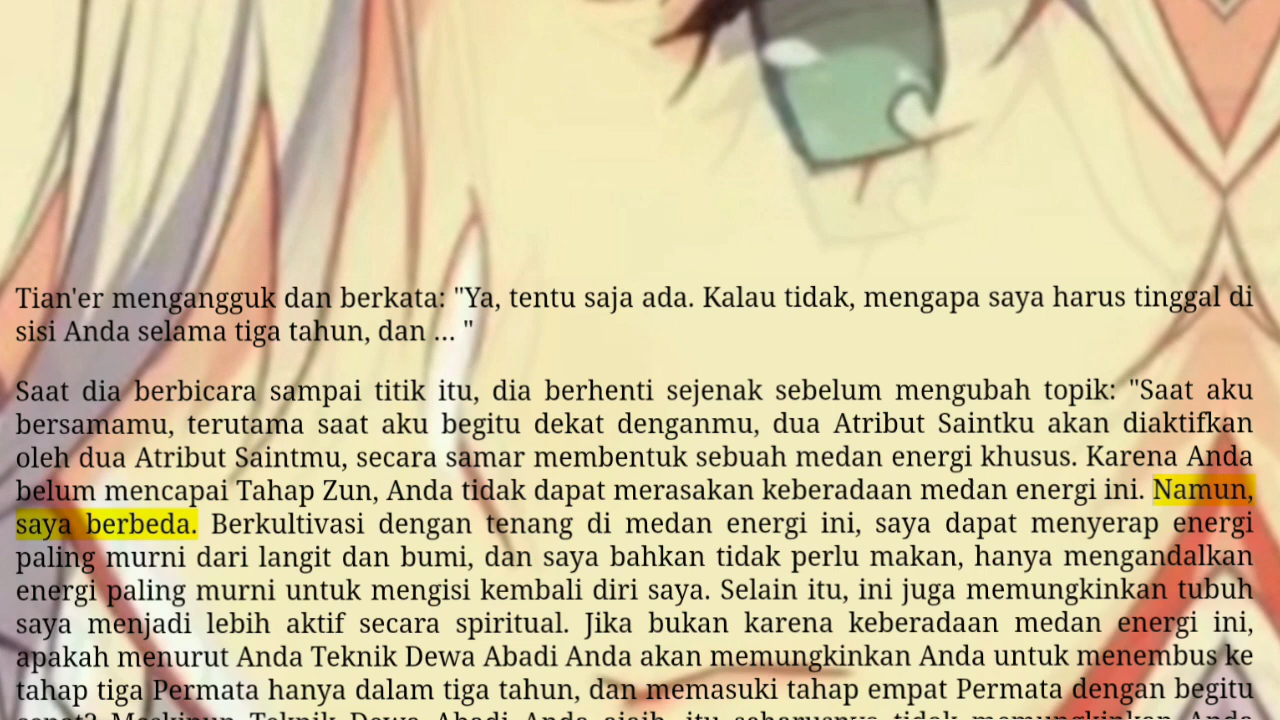 Tian'er mengangguk dan berkata: "Ya, tentu saja ada. Kalau tidak, mengapa saya harus tinggal di
sisi Anda selama tiga tahun, dan ... "
Saat dia berbicara sampai titik itu, dia berhenti sejenak sebelum mengubah topik: "Saat aku
bersamamu, terutama saat aku begitu dekat denganmu, dua Atribut Saintku akan diaktifkan
oleh dua Atribut Saintmu, secara samar membentuk sebuah medan energi khusus. Karena Anda
belum mencapai Tahap Zun, Anda tidak dapat merasakan keberadaan medan energi ini. Namun,
saya berbeda. Berkultivasi dengan tenang di medan energi ini, saya dapat menyerap energi
paling murni dari langit dan bumi, dan saya bahkan tidak perlu makan, hanya mengandalkan
energi paling murni untuk mengisi kembali diri saya. Selain itu, ini juga memungkinkan tubuh
saya menjadi lebih aktif secara spiritual. Jika bukan karena keberadaan medan energi ini,
apakah menurut Anda Teknik Dewa Abadi Anda akan memungkinkan Anda untuk menembus ke
tahap tiga Permata hanya dalam tiga tahun, dan memasuki tahap empat Permata dengan begitu